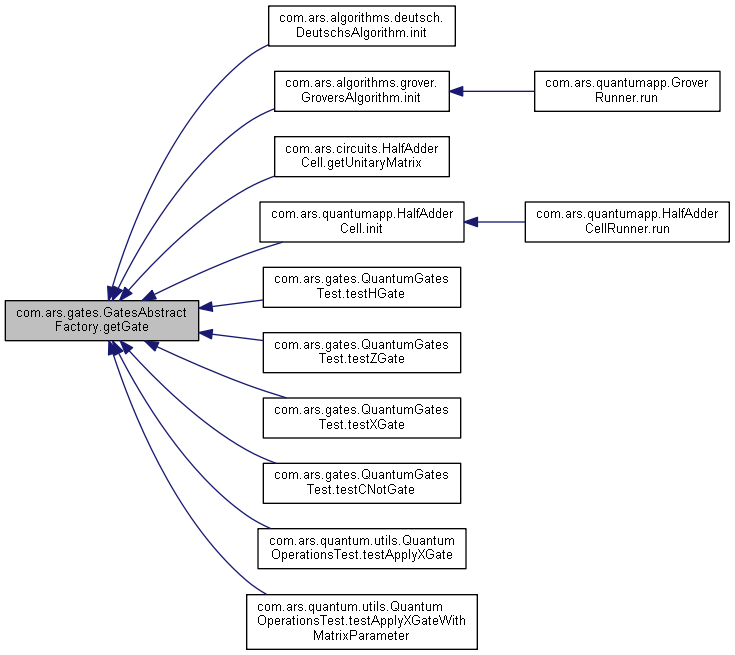 com.ars.algorithms.deutsch.
DeutschsAlgorithm.init
com.ars.algorithms.grover.
GroversAlgorithm.init
com.ars.quantumapp.Grover
Runner.run
com.ars.circuits.HalfAdder
Cell.getUnitaryMatrix
com.ars.quantumapp.HalfAdder
Cell.init
com.ars.quantumapp.HalfAdder
CellRunner.run
com.ars.gates.QuantumGates
Test.testHGate
com.ars.gates.GatesAbstract
Factory.getGate
com.ars.gates.QuantumGates
Test.testZGate
com.ars.gates.QuantumGates
Test.testXGate
com.ars.gates.QuantumGates
Test.testCNotGate
com.ars.quantum.utils.Quantum
OperationsTest.testApplyXGate
com.ars.quantum.utils.Quantum
OperationsTest.testApplyXGateWith
MatrixParameter